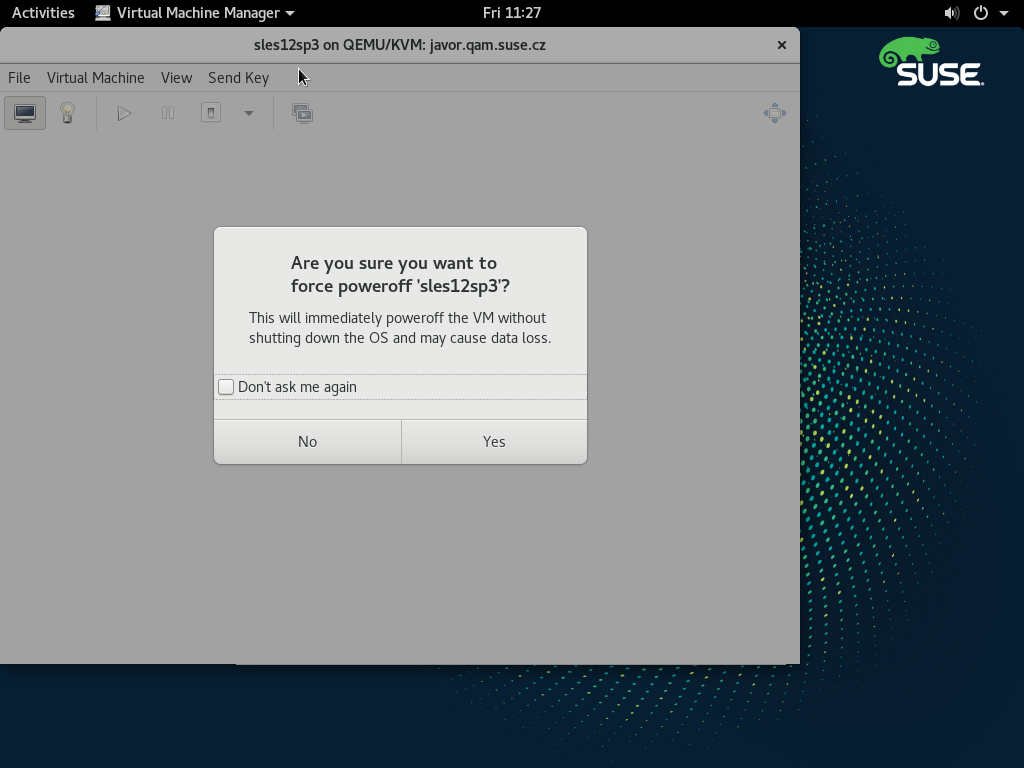 Activities Virtual Machine Manager Fri 11:27
sles12sp3 on QEMU/KVM: javor.qam.suse.cz
File Virtual Machine View Send Key
SUSE
Are you sure you want to
force poweroff 'sles12sp3'?
This will immediately poweroff the VM without
shutting down the OS and may cause data loss.
Don't ask me again
No Yes